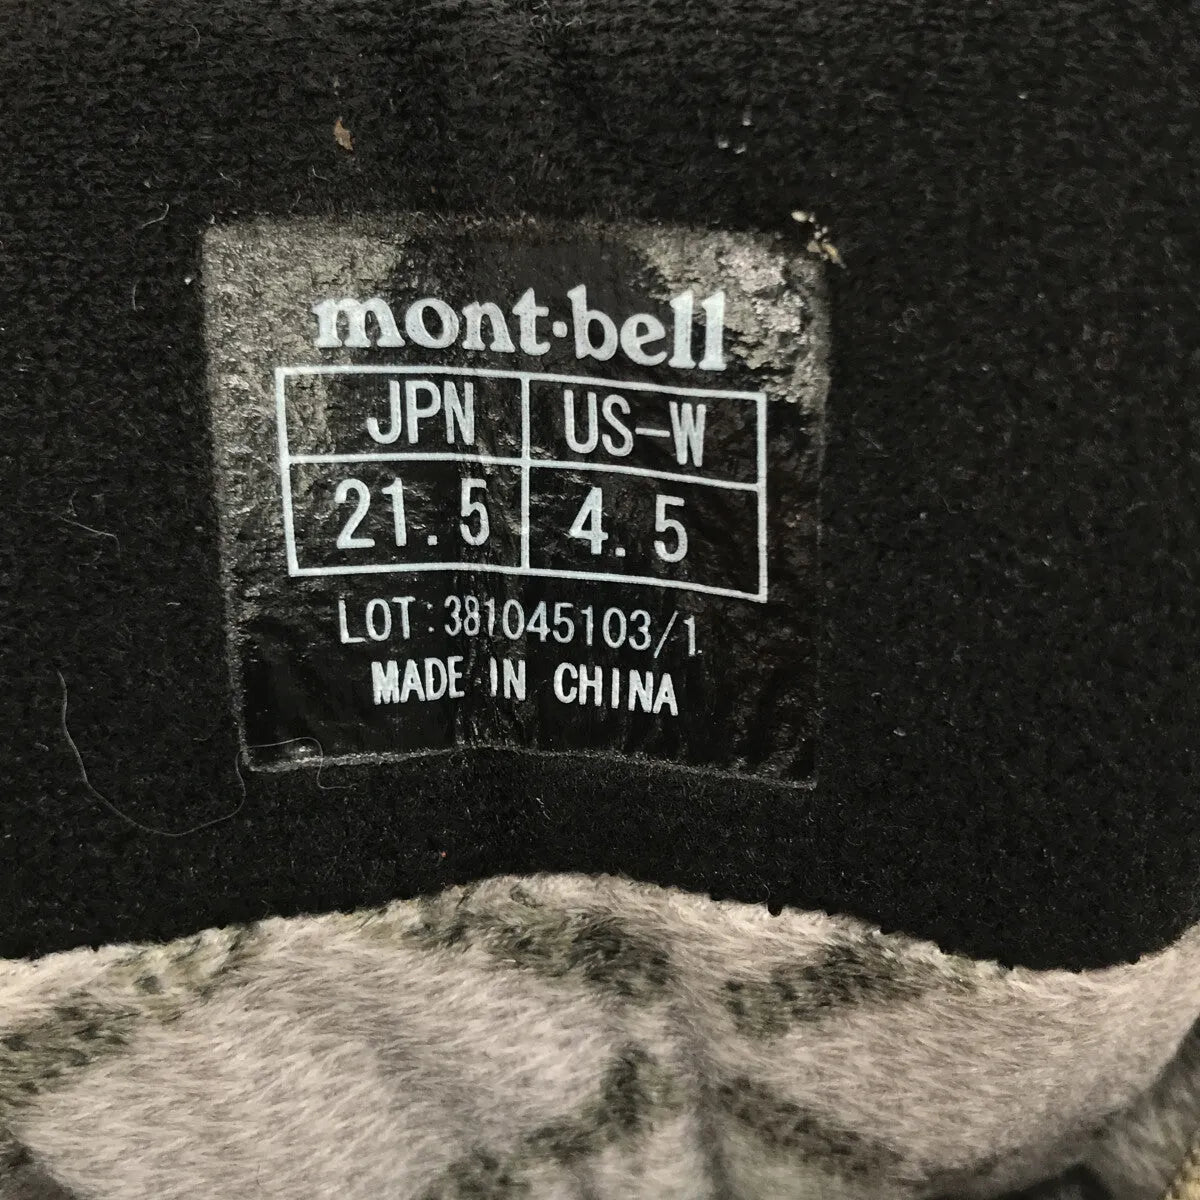 mont·bell
JPN US-W
21.5 4.5
LOT:381045103/1
MADE IN CHINA